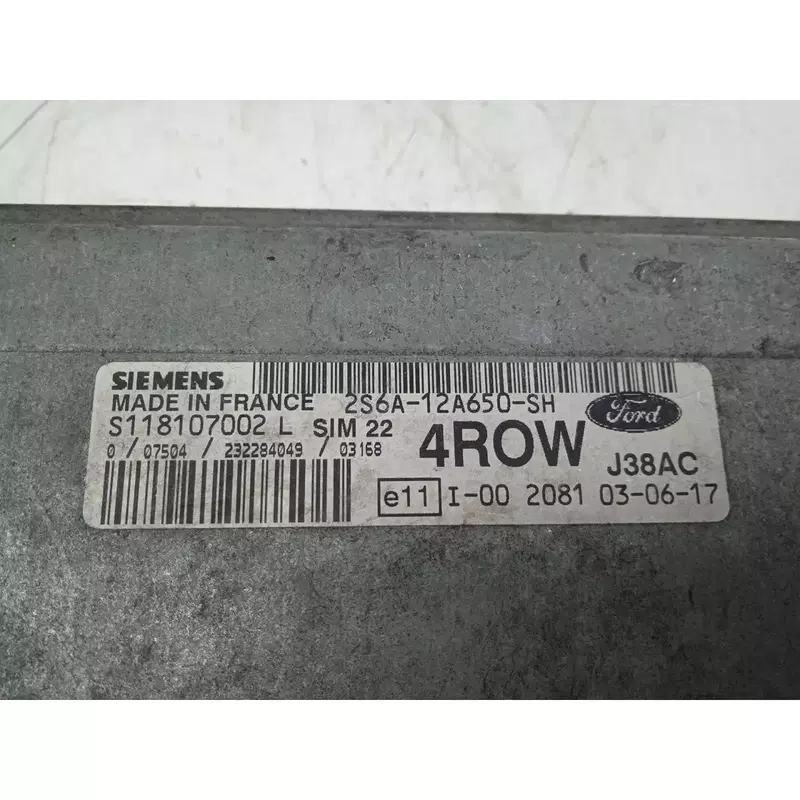 SIEMENS
MADE IN FRANCE 2S6A-12A650-SH
S118107002 L SIM 22
0 / 07504 / 232284049 / 03168
4ROW
Ford
J38AC
e11 I-00 2081 03-06-17